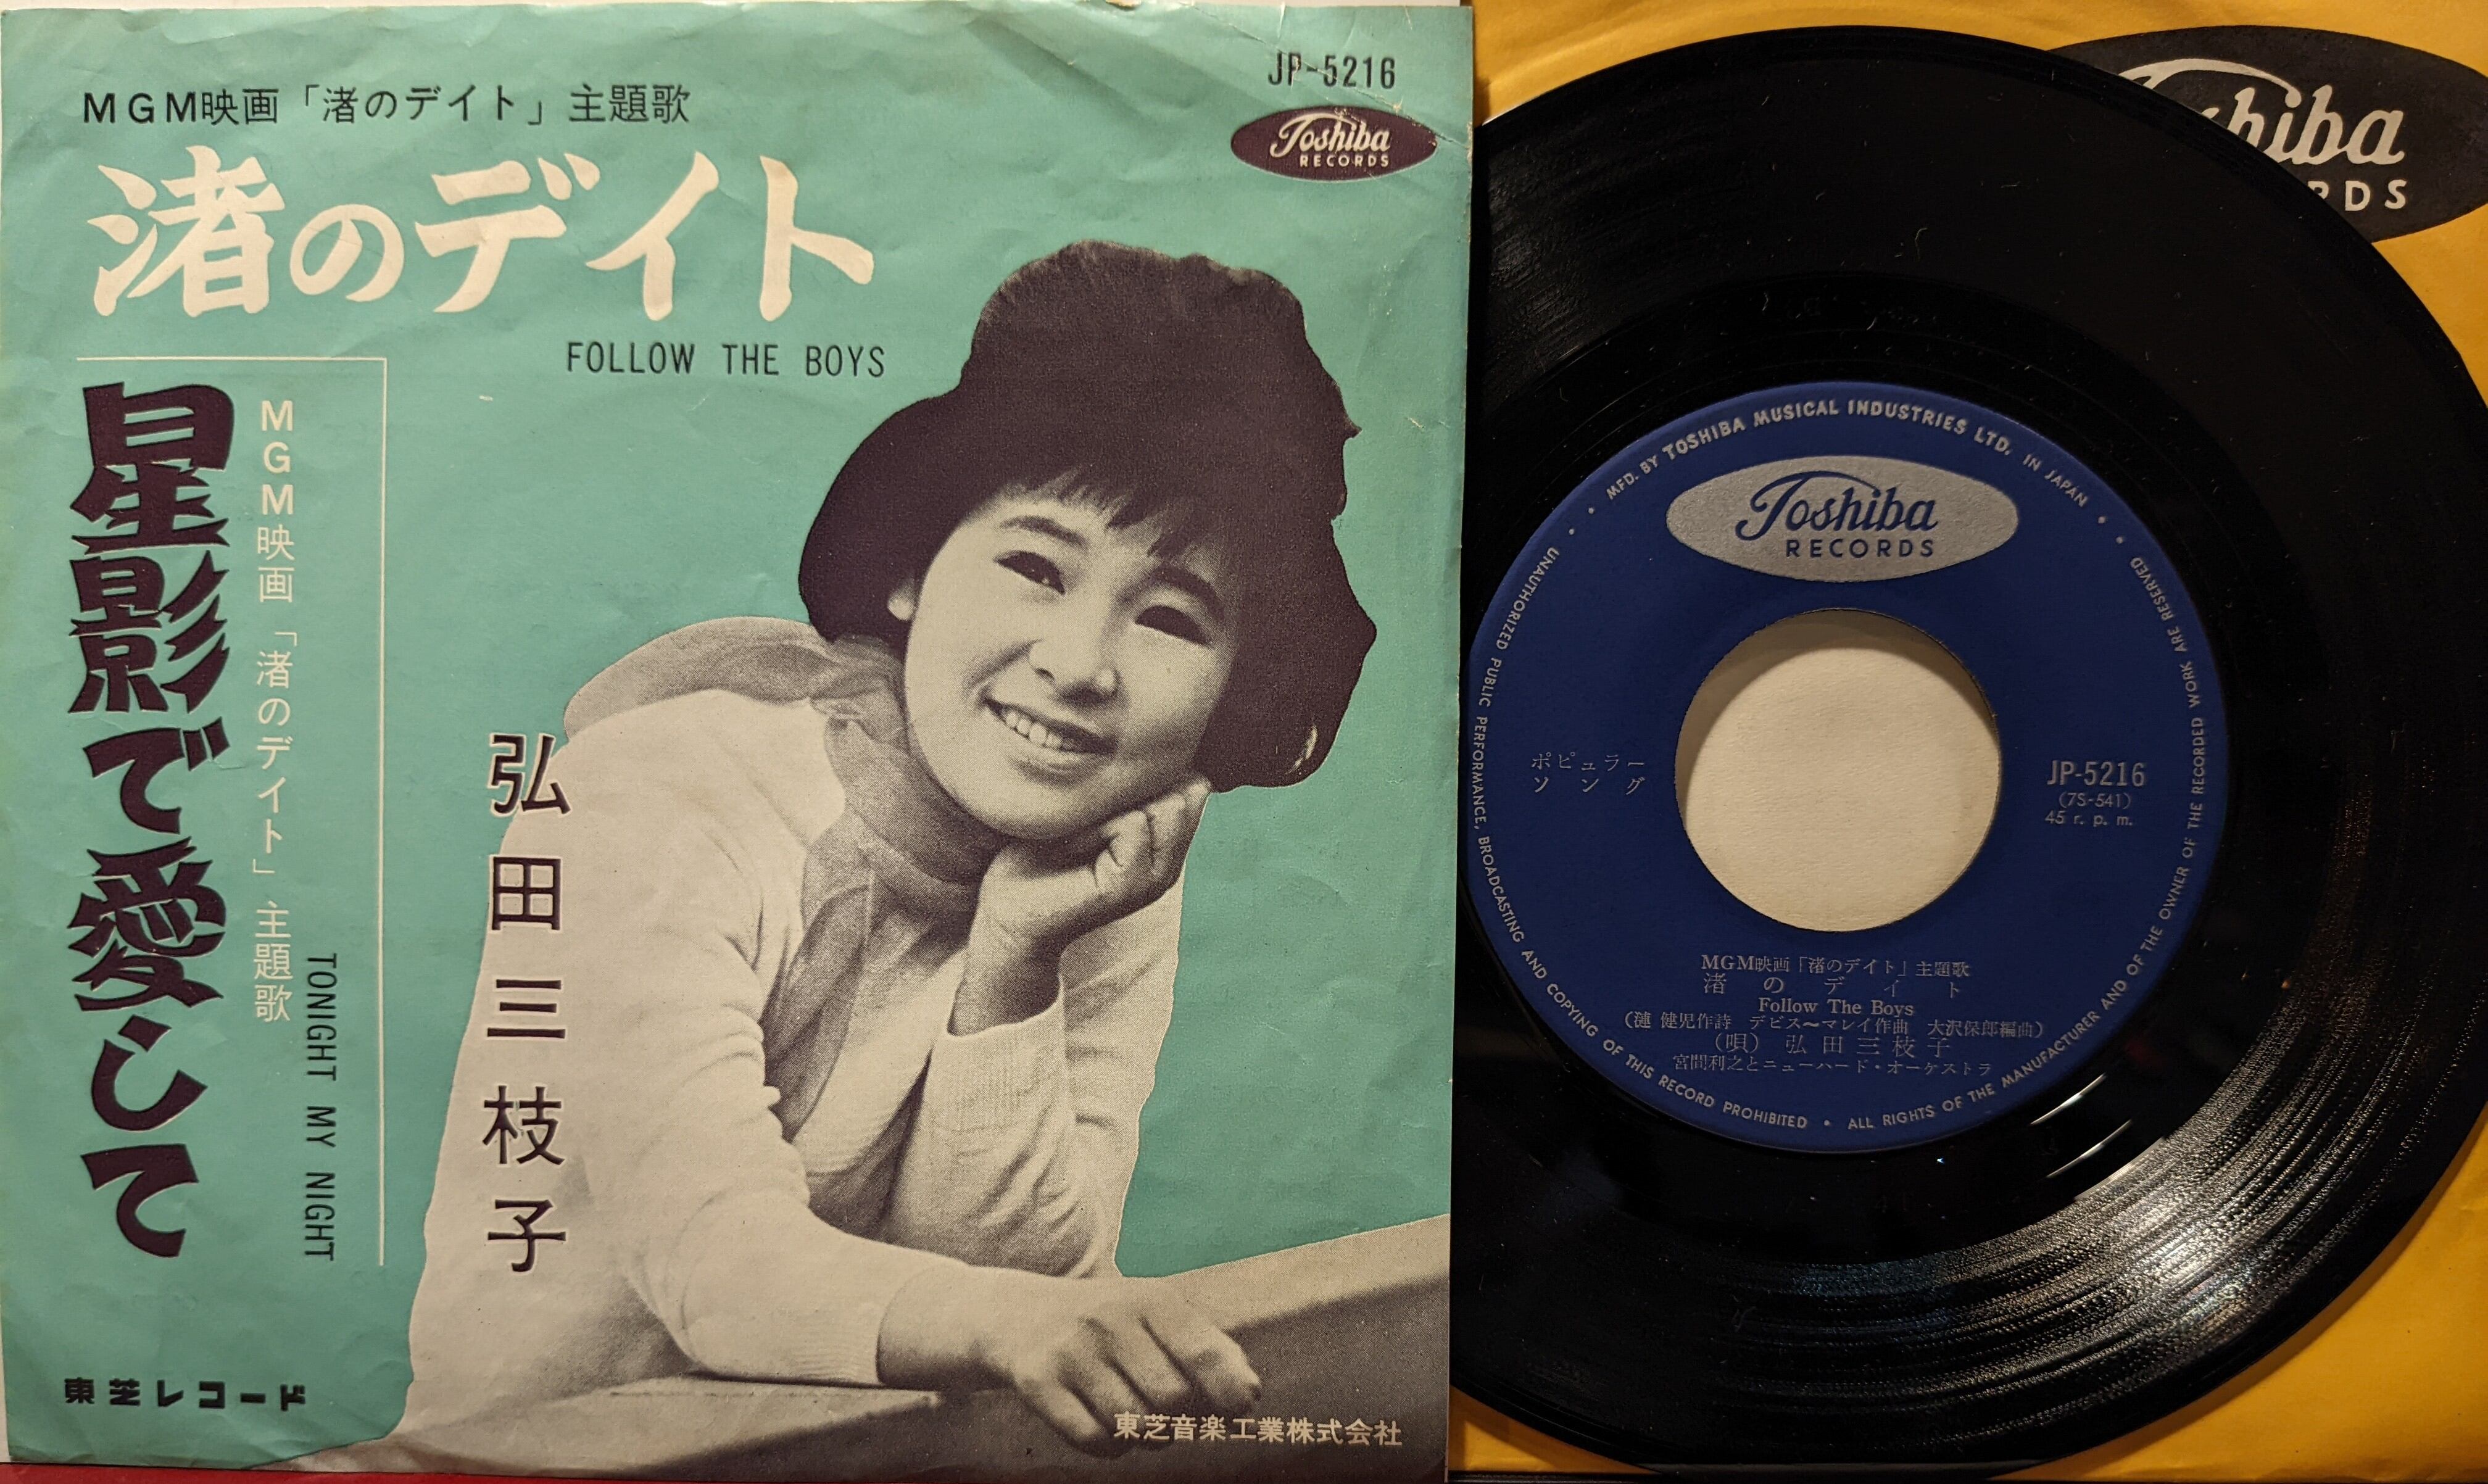 JP-5216
MGM映画「渚のデイト」主題歌
Toshiba
RECORDS
渚のデイト
FOLLOW THE BOYS
星影で愛して
MGM映画「渚のデイト」主題歌
TONIGHT MY NIGHT
弘田三枝子
東芝レコード
東芝音楽工業株式会社
MFD. BY TOSHIBA MUSICAL INDUSTRIES LTD. IN JAPAN
Toshiba
RECORDS
ポピュラー
ソング
JP-5216
(7S-541)
45 r. p. m.
MGM映画「渚のデイト」主題歌
渚のデイト
Follow The Boys
(漣 健児作詩 デビス〜マレイ作曲 大沢保郎編曲)
(唄) 弘田三枝子
宮間利之とニューハード・オーケストラ
UNAUTHORIZED PUBLIC PERFORMANCE, BROADCASTING AND COPYING OF THIS RECORD PROHIBITED • ALL RIGHTS OF THE MANUFACTURER AND OF THE OWNER OF THE RECORDED WORK ARE RESERVED